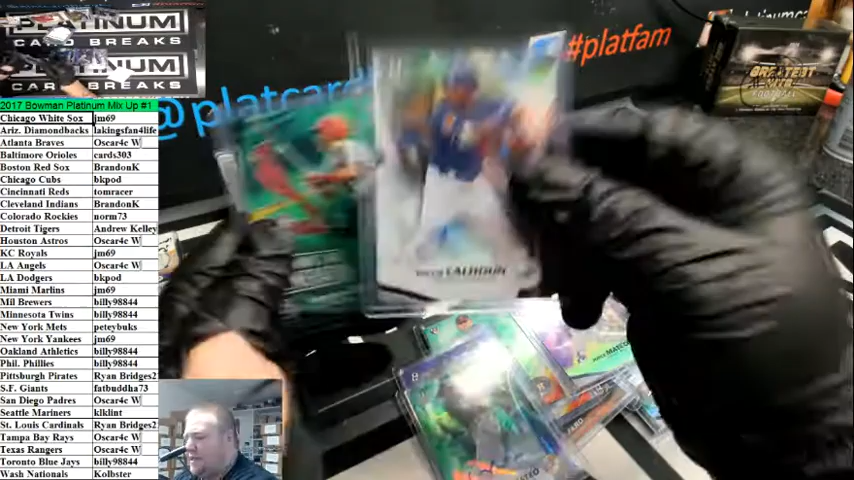 PLATINUM
CARD BREAKS
PLATINUM
CARD BREAKS
2017 Bowman Platinum Mix Up #1
Chicago White Sox jm69
Ariz. Diamondbacks lakingsfan4life
Atlanta Braves Oscar4c W
Baltimore Orioles cards303
Boston Red Sox BrandonK
Chicago Cubs bkpod
Cincinnati Reds tomracer
Cleveland Indians BrandonK
Colorado Rockies norm73
Detroit Tigers Andrew Kelley
Houston Astros Oscar4c W
KC Royals jm69
LA Angels Oscar4c W
LA Dodgers bkpod
Miami Marlins jm69
Mil Brewers billy98844
Minnesota Twins billy98844
New York Mets peteybuks
New York Yankees jm69
Oakland Athletics billy98844
Phil. Phillies billy98844
Pittsburgh Pirates Ryan Bridges2
S.F. Giants fatbuddha73
San Diego Padres Oscar4c W
Seattle Mariners klklint
St. Louis Cardinals Ryan Bridges2
Tampa Bay Rays Oscar4c W
Texas Rangers Oscar4c W
Toronto Blue Jays billy98844
Wash Nationals Kolbster
@platcard
#platfam
GREATEST
FOOTBALL
CALHOUN
MATEO